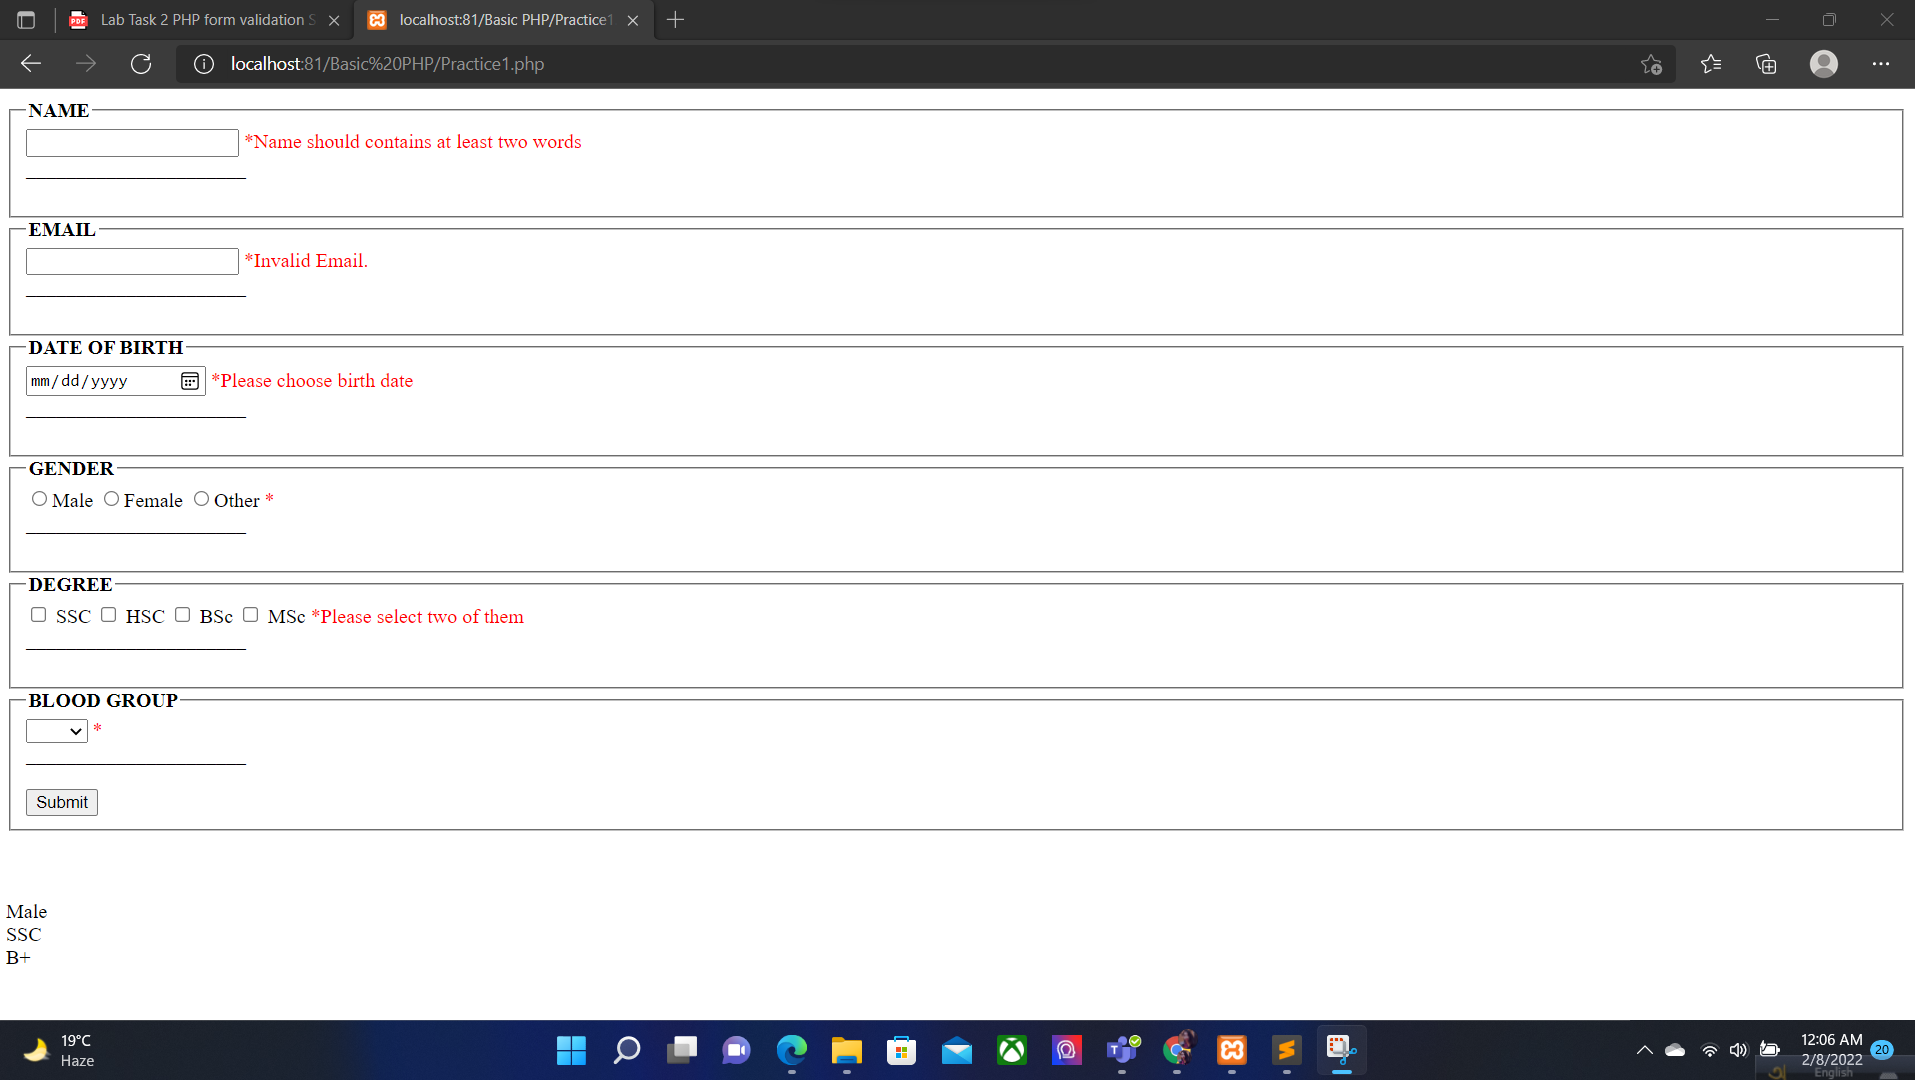 Lab Task 2 PHP form validation S
localhost:81/Basic PHP/Practice1
localhost:81/Basic%20PHP/Practice1.php
NAME
*Name should contains at least two words
EMAIL
*Invalid Email.
DATE OF BIRTH
mm/dd/yyyy *Please choose birth date
GENDER
Male Female Other *
DEGREE
SSC HSC BSc MSc *Please select two of them
BLOOD GROUP
*
Submit
Male
SSC
B+
19°C
Haze
12:06 AM
2/8/2022
20
English